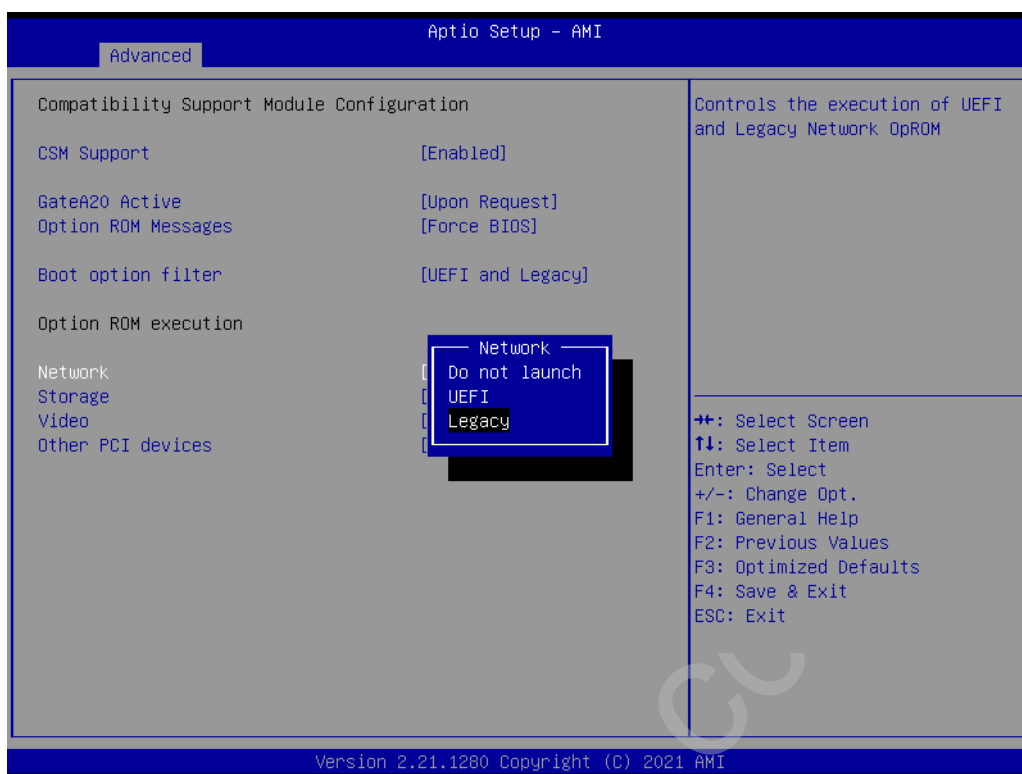 Aptio Setup – AMI
Advanced
Compatibility Support Module Configuration
CSM Support [Enabled]
GateA20 Active [Upon Request]
Option ROM Messages [Force BIOS]
Boot option filter [UEFI and Legacy]
Option ROM execution
Network [
Storage [
Video [
Other PCI devices [
Network
Do not launch
UEFI
Legacy
Controls the execution of UEFI
and Legacy Network OpROM
→←: Select Screen
↑↓: Select Item
Enter: Select
+/-: Change Opt.
F1: General Help
F2: Previous Values
F3: Optimized Defaults
F4: Save & Exit
ESC: Exit
Version 2.21.1280 Copyright (C) 2021 AMI